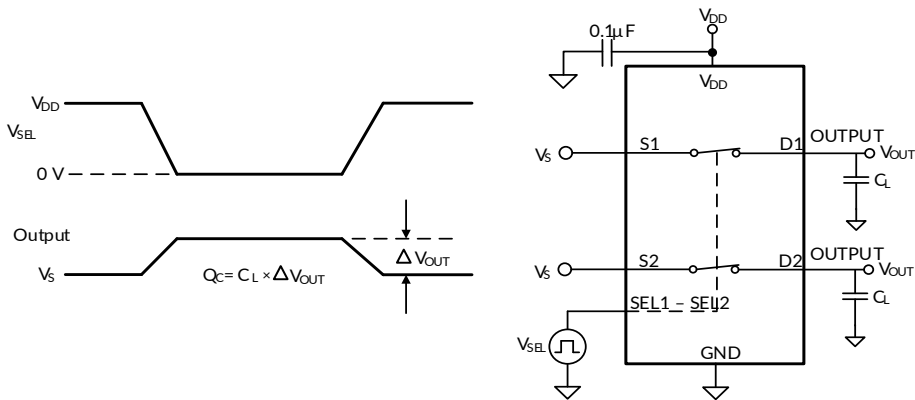 VDD
VSEL
0 V
Output
VS
QC= CL × ΔVOUT
ΔVOUT
VDD
0.1μF
VDD
VS
S1
D1
OUTPUT
VOUT
CL
VS
S2
D2
OUTPUT
VOUT
CL
SEL1 – SEL2
VSEL
GND